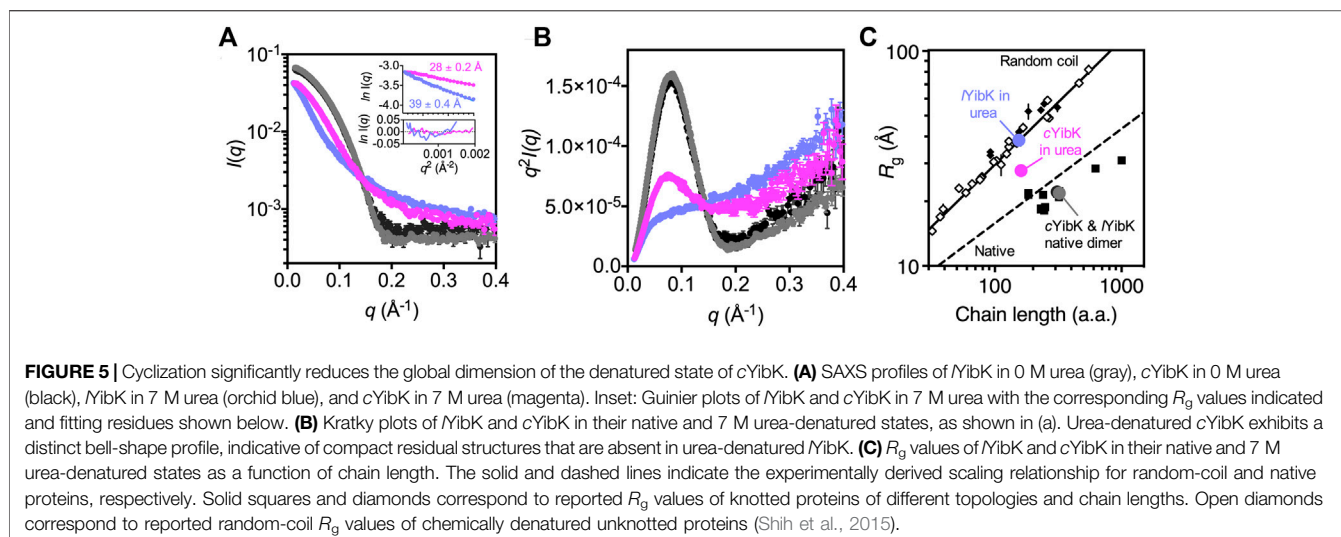 A
B
C
10-1
10-2
10-3
I(q)
0.0 0.1 0.2 0.3 0.4
q (Å-1)
-3.0
-3.5
-4.0
ln I(q)
28 ± 0.2 Å
39 ± 0.4 Å
0.05
0.00
-0.05
ln I(q)
0.001 0.002
q2 (Å-2)
1.5×10-4
1.0×10-4
5.0×10-5
0.0
q2I(q)
0.0 0.1 0.2 0.3 0.4
q (Å-1)
100
10
Rg (Å)
Random coil
lYibK in
urea
cYibK
in urea
cYibK & lYibK
native dimer
Native
100 1000
Chain length (a.a.)
FIGURE 5 | Cyclization significantly reduces the global dimension of the denatured state of cYibK. (A) SAXS profiles of lYibK in 0 M urea (gray), cYibK in 0 M urea
(black), lYibK in 7 M urea (orchid blue), and cYibK in 7 M urea (magenta). Inset: Guinier plots of lYibK and cYibK in 7 M urea with the corresponding Rg values indicated
and fitting residues shown below. (B) Kratky plots of lYibK and cYibK in their native and 7 M urea-denatured states, as shown in (a). Urea-denatured cYibK exhibits a
distinct bell-shape profile, indicative of compact residual structures that are absent in urea-denatured lYibK. (C) Rg values of lYibK and cYibK in their native and 7 M
urea-denatured states as a function of chain length. The solid and dashed lines indicate the experimentally derived scaling relationship for random-coil and native
proteins, respectively. Solid squares and diamonds correspond to reported Rg values of knotted proteins of different topologies and chain lengths. Open diamonds
correspond to reported random-coil Rg values of chemically denatured unknotted proteins (Shih et al., 2015).